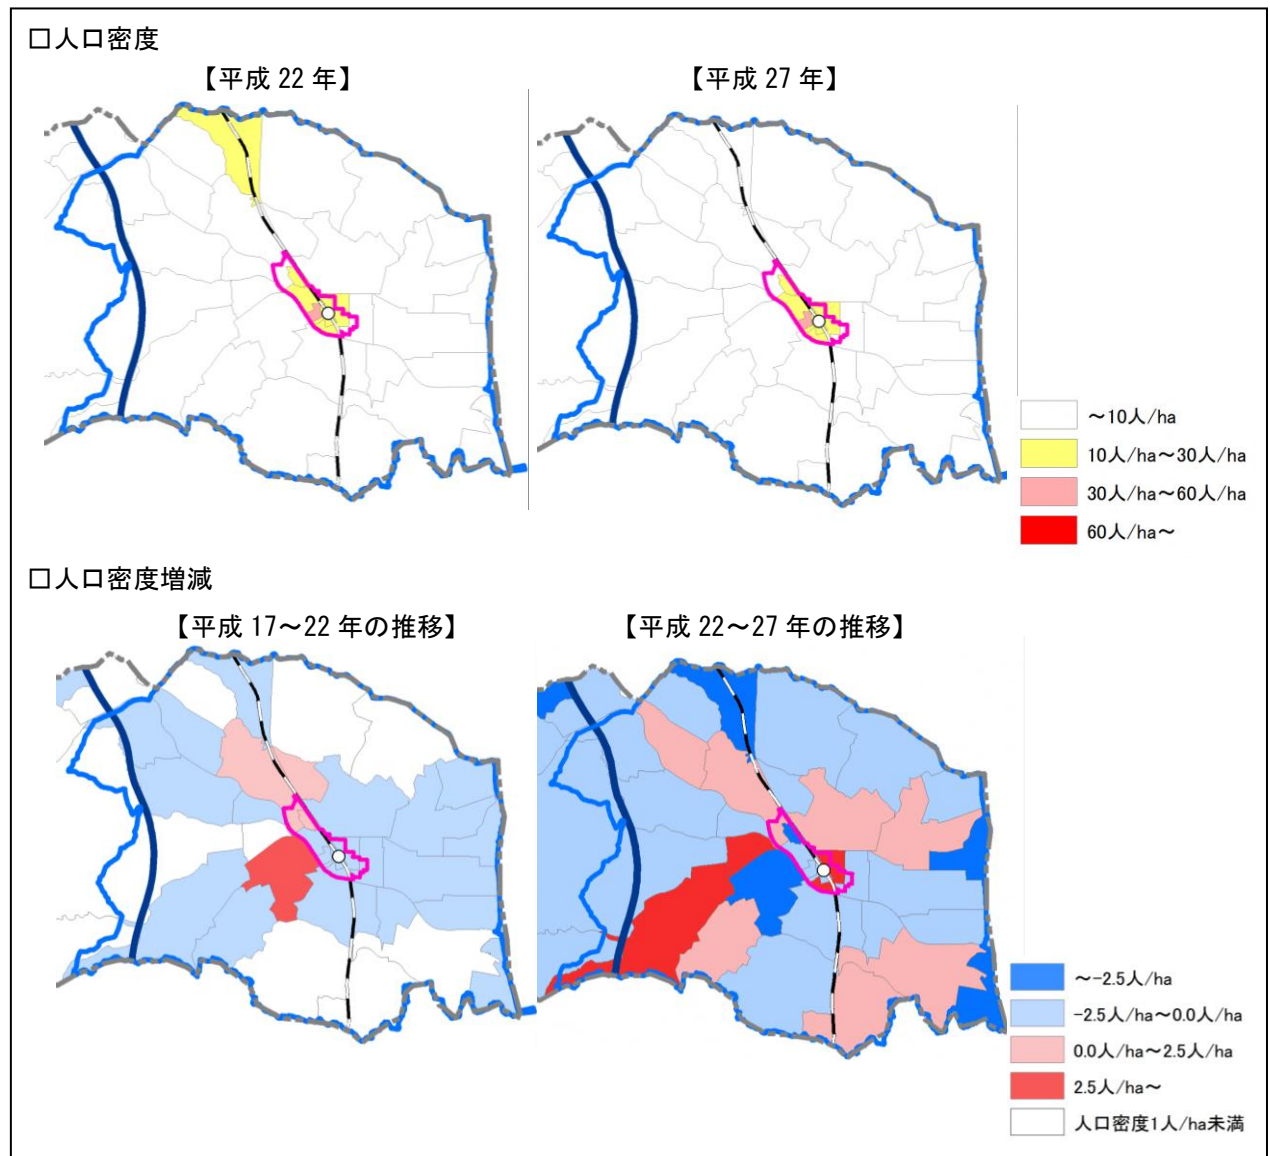 □人口密度
【平成 22 年】
【平成 27 年】
～10人/ha
10人/ha～30人/ha
30人/ha～60人/ha
60人/ha～
□人口密度増減
【平成 17～22 年の推移】
【平成 22～27 年の推移】
～-2.5人/ha
-2.5人/ha～0.0人/ha
0.0人/ha～2.5人/ha
2.5人/ha～
人口密度1人/ha未満